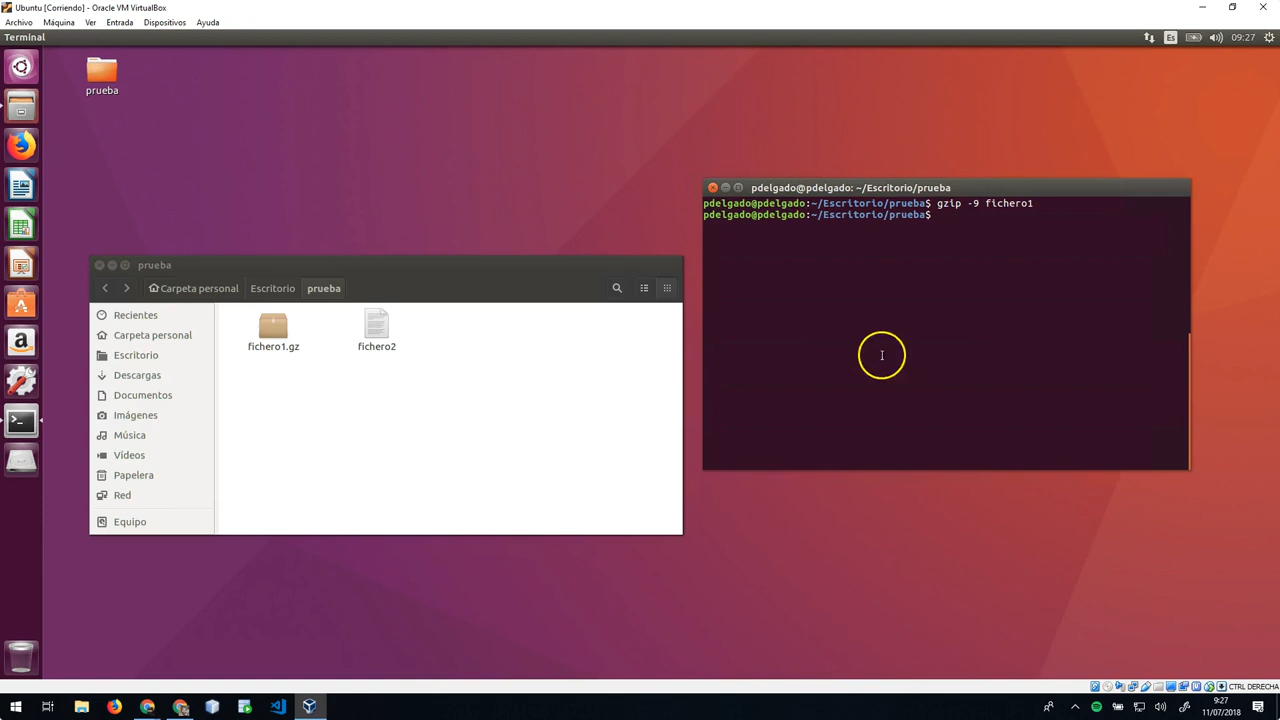 Ubuntu [Corriendo] - Oracle VM VirtualBox
Archivo Máquina Ver Entrada Dispositivos Ayuda
Terminal
Es
09:27
prueba
pdelgado@pdelgado: ~/Escritorio/prueba
pdelgado@pdelgado:~/Escritorio/prueba$ gzip -9 fichero1
pdelgado@pdelgado:~/Escritorio/prueba$
prueba
Carpeta personal Escritorio prueba
Recientes
Carpeta personal
Escritorio
Descargas
Documentos
Imágenes
Música
Vídeos
Papelera
Red
Equipo
fichero1.gz
fichero2
CTRL DERECHA
9:27
11/07/2018